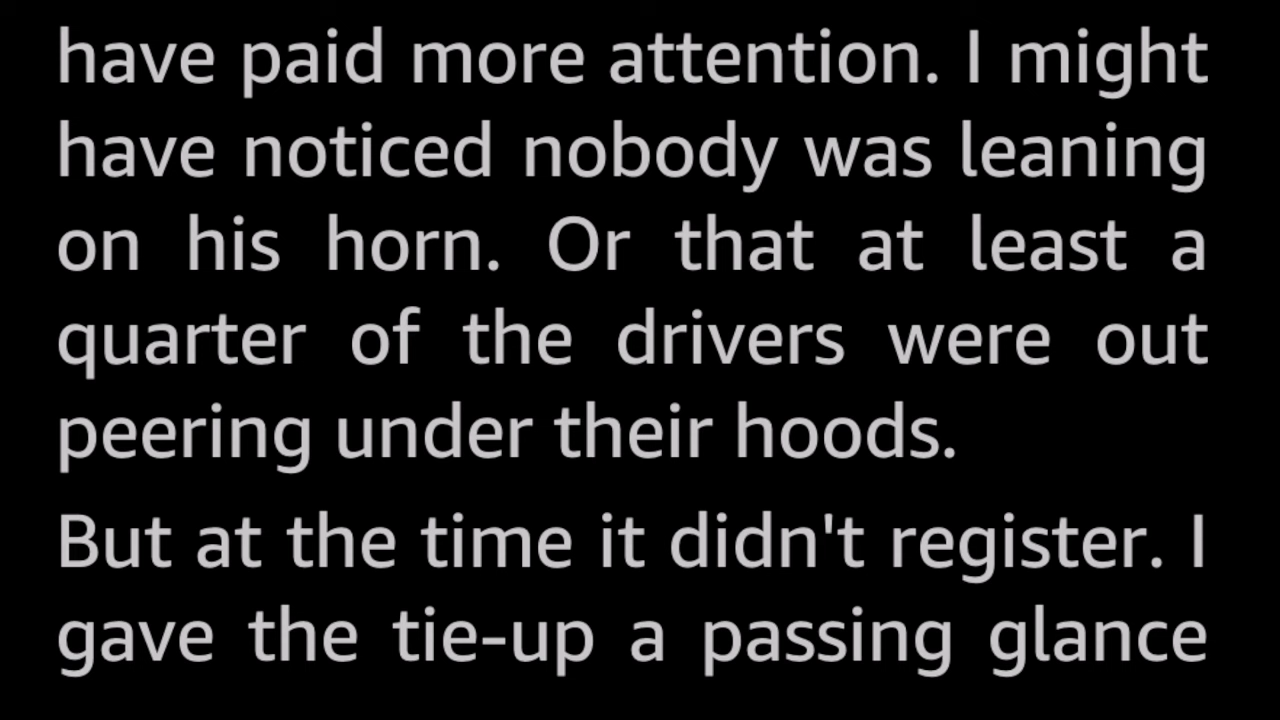 have paid more attention. I might
have noticed nobody was leaning
on his horn. Or that at least a
quarter of the drivers were out
peering under their hoods.
But at the time it didn't register. I
gave the tie-up a passing glance